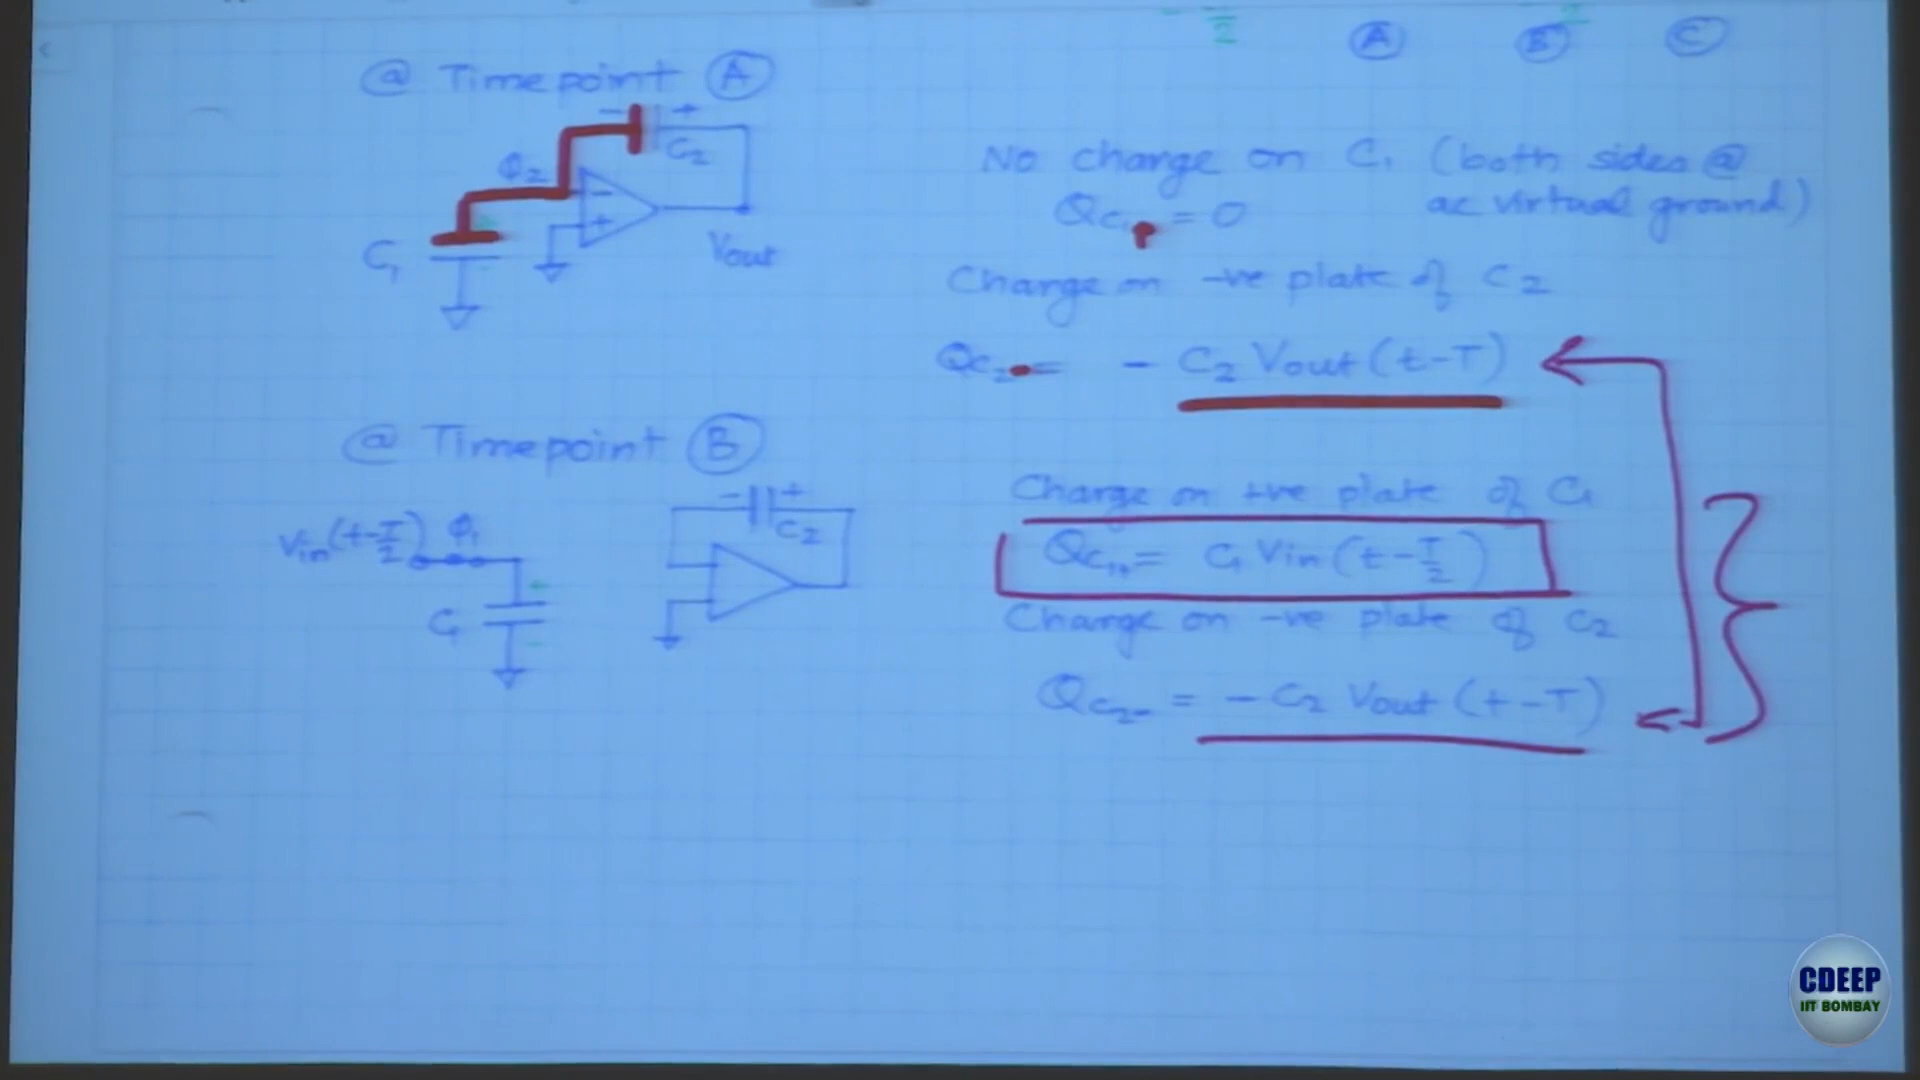 -T/2 Ⓐ Ⓑ Ⓒ
@ Timepoint Ⓐ
- +
C2
ϕ2
-
+
C1
Vout
No charge on C1 (both sides @
ac virtual ground)
QC1+ = 0
Charge on -ve plate of C2
QC2- = - C2 Vout (t-T)
@ Timepoint Ⓑ
- +
C2
Vin(t-T/2) ϕ1
+
C1
-
Charge on +ve plate of C1
QC1+ = C1 Vin (t-T/2)
Charge on -ve plate of C2
QC2- = -C2 Vout (t-T)
CDEEP
IIT BOMBAY